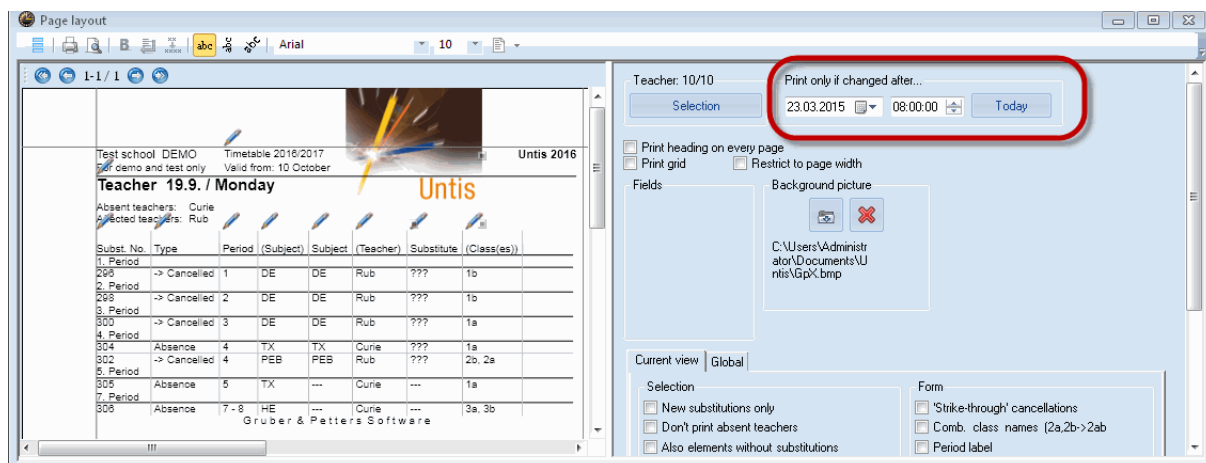 Page layout
B abc Arial 10
1-1 / 1
Test school DEMO Timetable 2016/2017 Untis 2016
For demo and test only Valid from: 10 October
Teacher 19.9. / Monday
Untis
Absent teachers: Curie
Affected teachers: Rub
Subst. No. Type Period (Subject) Subject (Teacher) Substitute (Class(es))
1. Period
296 -> Cancelled 1 DE DE Rub ??? 1b
2. Period
298 -> Cancelled 2 DE DE Rub ??? 1b
3. Period
300 -> Cancelled 3 DE DE Rub ??? 1a
4. Period
304 Absence 4 TX TX Curie ??? 1a
302 -> Cancelled 4 PEB PEB Rub ??? 2b, 2a
5. Period
305 Absence 5 TX --- Curie --- 1a
7. Period
306 Absence 7 - 8 HE --- Curie --- 3a, 3b
Gruber & Petters Software
Teacher: 10/10
Selection
Print only if changed after...
23.03.2015 08:00:00 Today
Print heading on every page
Print grid Restrict to page width
Fields
Background picture
C:\Users\Administr
ator\Documents\U
ntis\GpX.bmp
Current view Global
Selection
New substitutions only
Don't print absent teachers
Also elements without substitutions
Form
'Strike-through' cancellations
Comb. class names (2a,2b->2ab
Period label